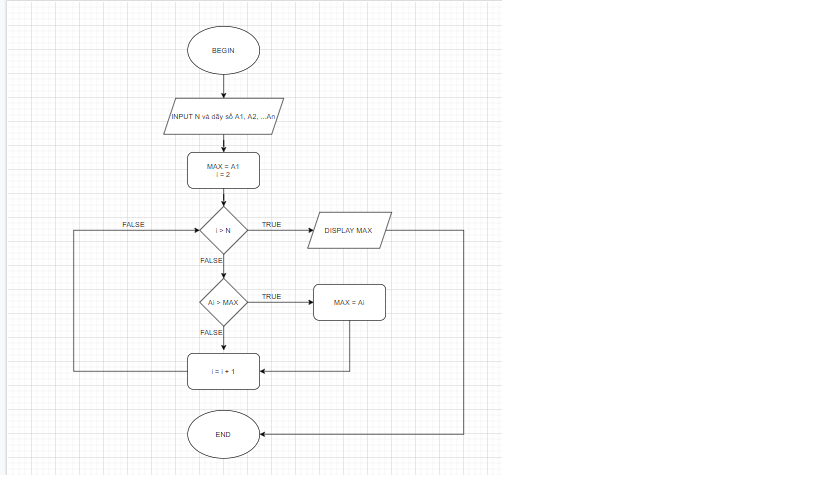 BEGIN
INPUT N và dãy số A1, A2, ...An
MAX = A1
i = 2
FALSE
i > N
TRUE
DISPLAY MAX
FALSE
Ai > MAX
TRUE
MAX = Ai
FALSE
i = i + 1
END